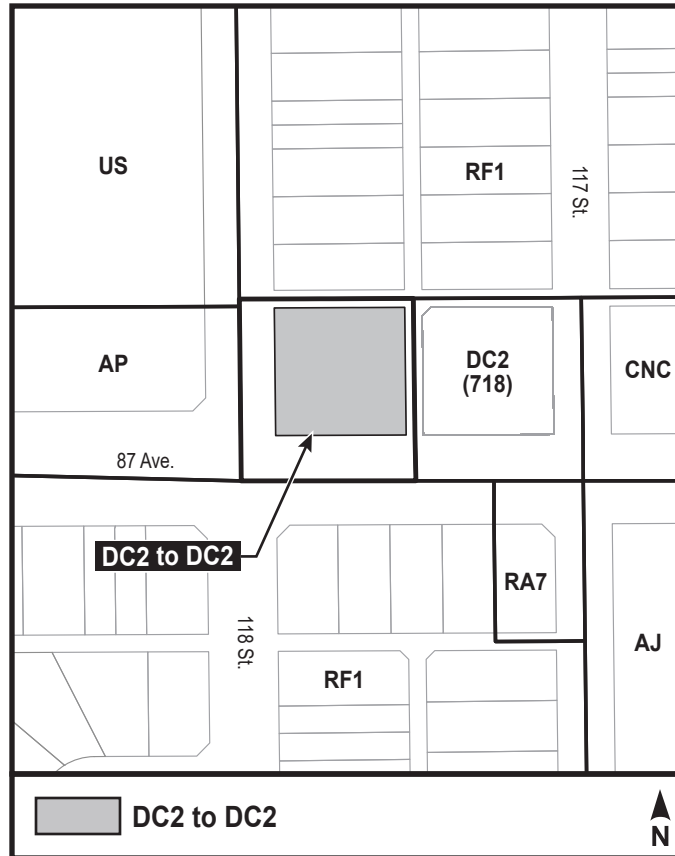 US
RF1
117 St.
AP
DC2
(718)
CNC
87 Ave.
DC2 to DC2
RA7
118 St.
AJ
RF1
DC2 to DC2
N